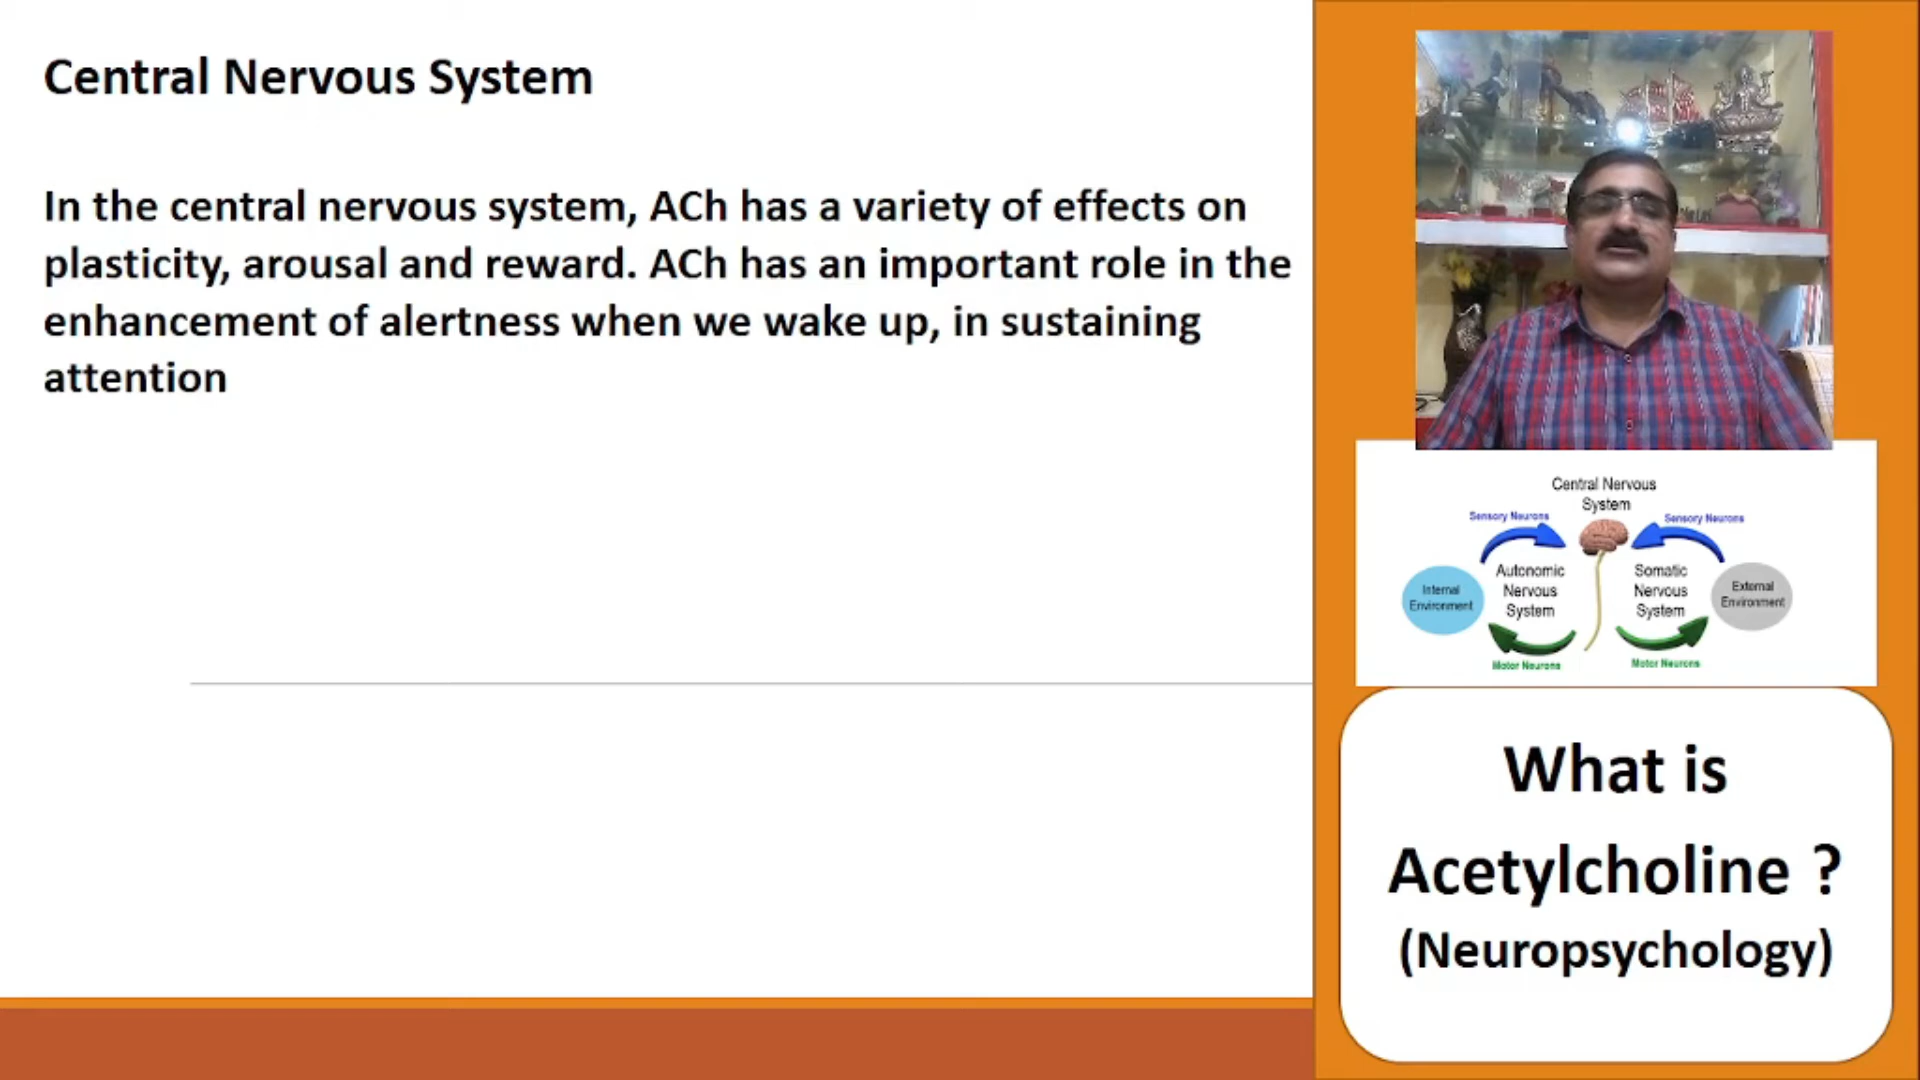 Central Nervous System
In the central nervous system, ACh has a variety of effects on
plasticity, arousal and reward. ACh has an important role in the
enhancement of alertness when we wake up, in sustaining
attention
Central Nervous
System
Sensory Neurons
Sensory Neurons
Internal
Environment
Autonomic
Nervous
System
Somatic
Nervous
System
External
Environment
Motor Neurons
Motor Neurons
What is
Acetylcholine ?
(Neuropsychology)